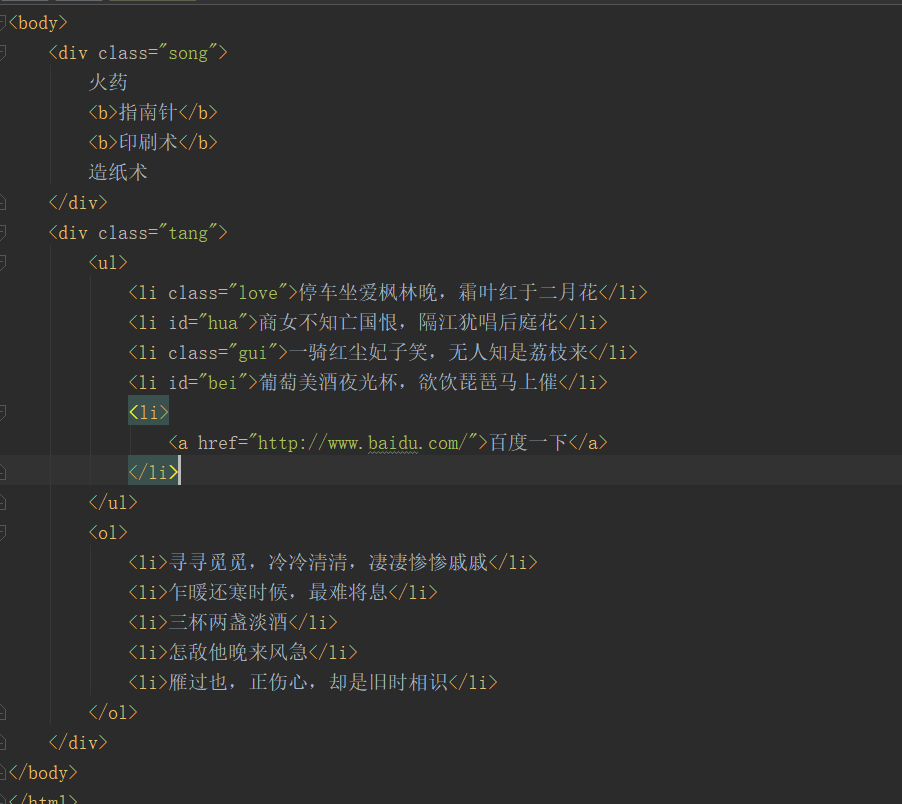 <body>
<div class="song">
火药
<b>指南针</b>
<b>印刷术</b>
造纸术
</div>
<div class="tang">
<ul>
<li class="love">停车坐爱枫林晚，霜叶红于二月花</li>
<li id="hua">商女不知亡国恨，隔江犹唱后庭花</li>
<li class="gui">一骑红尘妃子笑，无人知是荔枝来</li>
<li id="bei">葡萄美酒夜光杯，欲饮琵琶马上催</li>
<li>
<a href="http://www.baidu.com/">百度一下</a>
</li>
</ul>
<ol>
<li>寻寻觅觅，冷冷清清，凄凄惨惨戚戚</li>
<li>乍暖还寒时候，最难将息</li>
<li>三杯两盏淡酒</li>
<li>怎敌他晚来风急</li>
<li>雁过也，正伤心，却是旧时相识</li>
</ol>
</div>
</body>
</html>